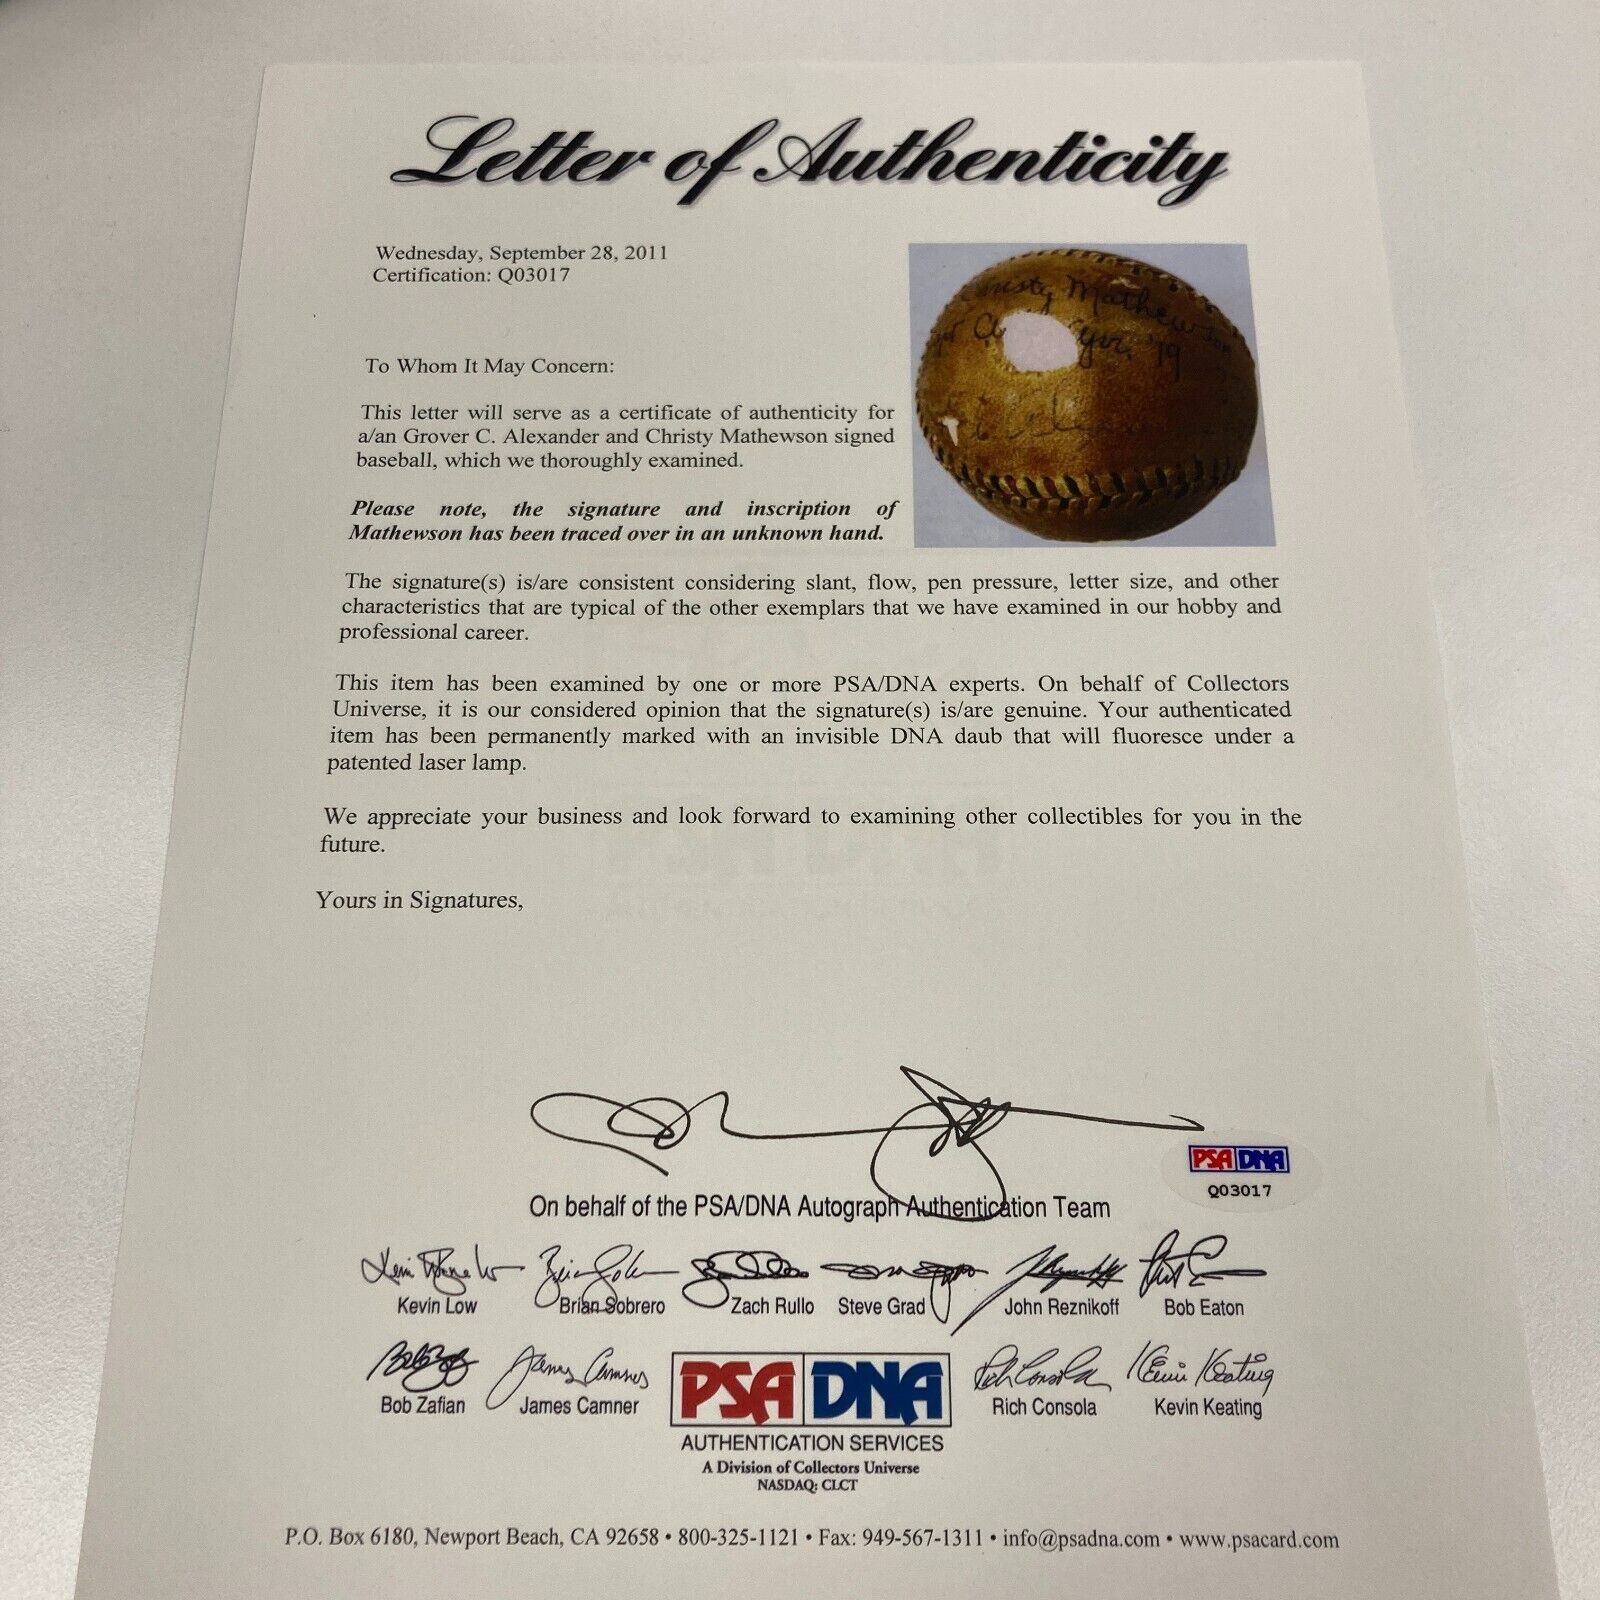 Letter of Authenticity
Wednesday, September 28, 2011
Certification: Q03017
To Whom It May Concern:
This letter will serve as a certificate of authenticity for
a/an Grover C. Alexander and Christy Mathewson signed
baseball, which we thoroughly examined.
Please note, the signature and inscription of
Mathewson has been traced over in an unknown hand.
Mathewson
19
The signature(s) is/are consistent considering slant, flow, pen pressure, letter size, and other
characteristics that are typical of the other exemplars that we have examined in our hobby and
professional career.
This item has been examined by one or more PSA/DNA experts. On behalf of Collectors
Universe, it is our considered opinion that the signature(s) is/are genuine. Your authenticated
item has been permanently marked with an invisible DNA daub that will fluoresce under a
patented laser lamp.
We appreciate your business and look forward to examining other collectibles for you in the
future.
Yours in Signatures,
PSA DNA
Q03017
On behalf of the PSA/DNA Autograph Authentication Team
Kevin Low Brian Sobrero Zach Rullo Steve Grad John Reznikoff Bob Eaton
James Camner Rich Consola Kevin Keating
Bob Zafian James Camner Rich Consola Kevin Keating
PSA DNA
AUTHENTICATION SERVICES
A Division of Collectors Universe
NASDAQ: CLCT
P.O. Box 6180, Newport Beach, CA 92658 • 800-325-1121 • Fax: 949-567-1311 • info@psadna.com • www.psacard.com